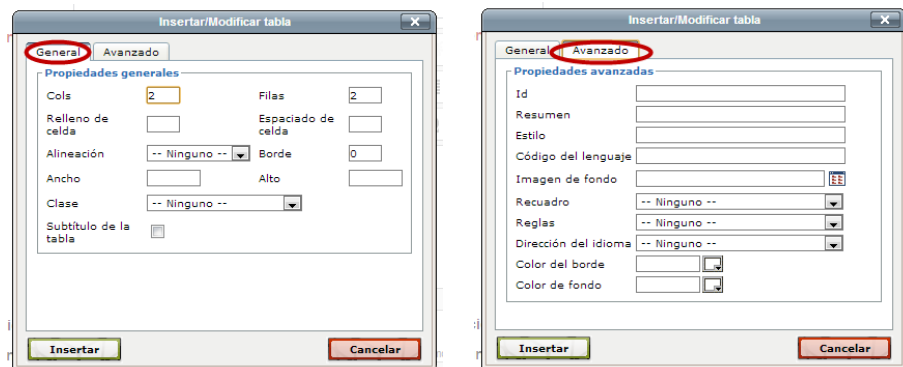 Insertar/Modificar tabla
General Avanzado
Propiedades generales
Cols 2 Filas 2
Relleno de celda Espaciado de celda
Alineación -- Ninguno -- Borde 0
Ancho Alto
Clase -- Ninguno --
Subtítulo de la tabla
Insertar Cancelar
Insertar/Modificar tabla
General Avanzado
Propiedades avanzadas
Id
Resumen
Estilo
Código del lenguaje
Imagen de fondo
Recuadro -- Ninguno --
Reglas -- Ninguno --
Dirección del idioma -- Ninguno --
Color del borde
Color de fondo
Insertar Cancelar